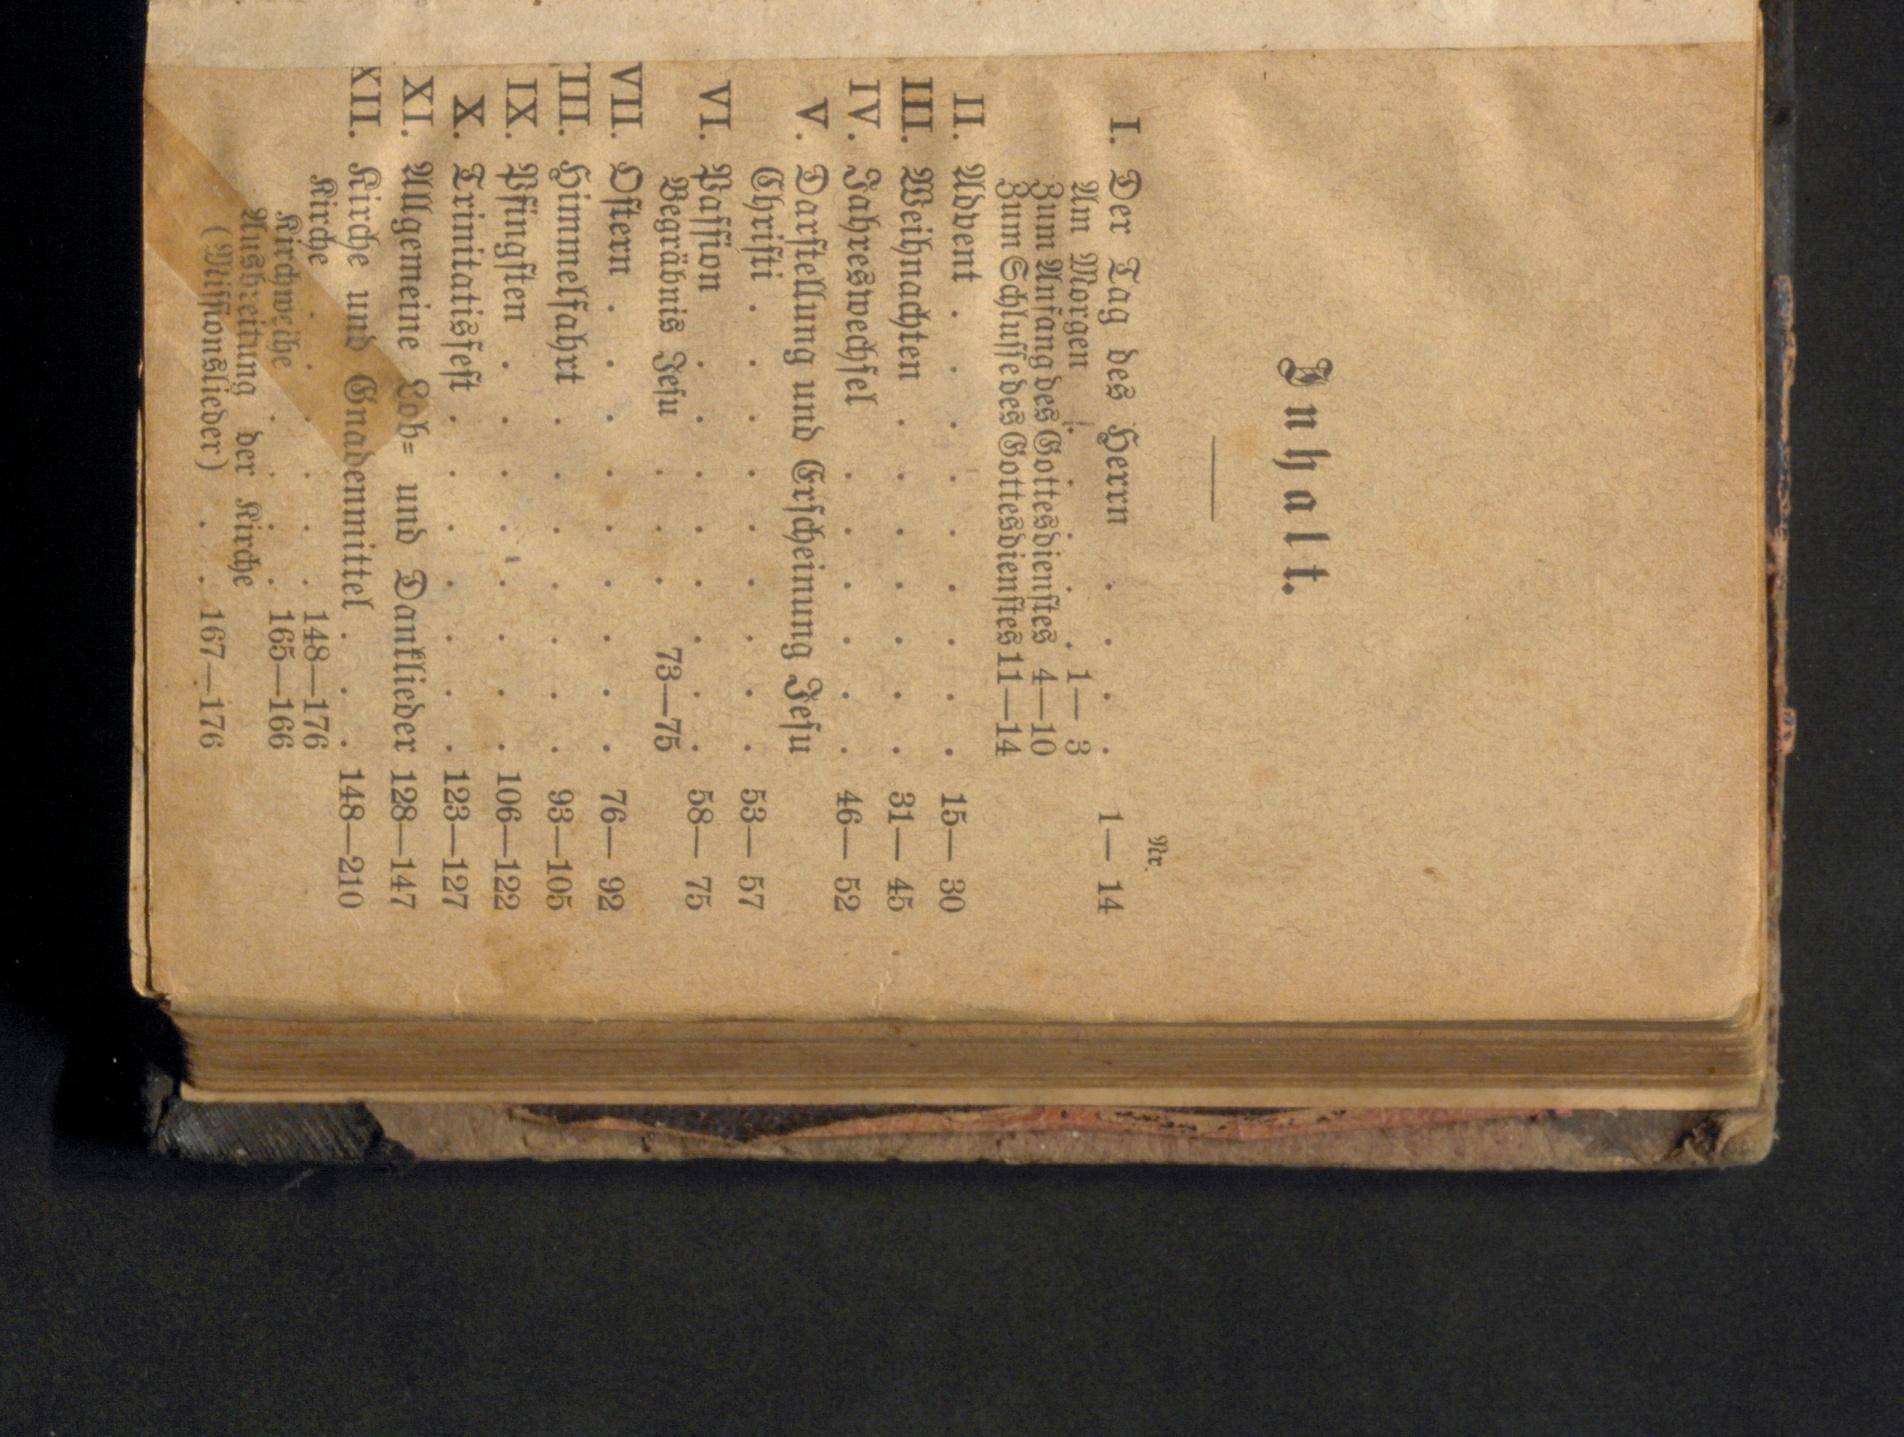 Inhalt.
Nr.
I. Der Tag des Herrn . . . . 1— 14
Am Morgen . . . . . 1— 3
Zum Anfang des Gottesdienstes 4—10
Zum Schlusse des Gottesdienstes 11—14
II. Advent . . . . . . . . . 15— 30
III. Weihnachten . . . . . . . 31— 45
IV. Jahreswechsel . . . . . . 46— 52
V. Darstellung und Erscheinung Jesu
Christi . . . . . . . . . 53— 57
VI. Passion . . . . . . . . 58— 75
Begräbnis Jesu . . . 73—75
VII. Ostern . . . . . . . . . 76— 92
VIII. Himmelfahrt . . . . . . . 93—105
IX. Pfingsten . . . . . . . . 106—122
X. Trinitatisfest . . . . . . . 123—127
XI. Allgemeine Lob= und Danklieder 128—147
XII. Kirche und Gnadenmittel . . . 148—210
Kirche . . . . . . 148—176
Kirchweihe . . . . 165—166
Ausbreitung der Kirche
(Missionslieder) . . 167—176